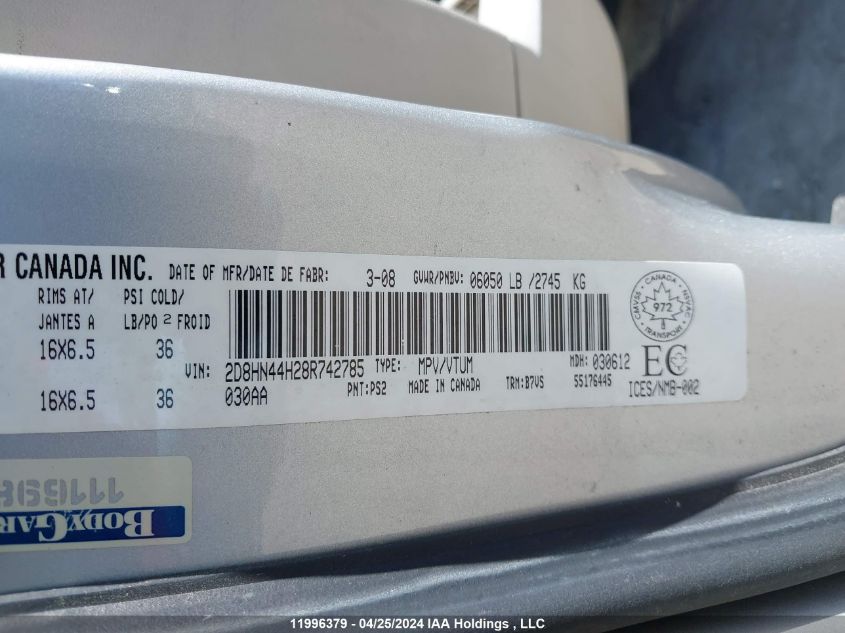 R CANADA INC. DATE OF MFR/DATE DE FABR: 3-08 GVWR/PNBV: 06050 LB /2745 KG
RIMS AT/ PSI COLD/
JANTES A LB/PO 2 FROID
16X6.5 36
VIN: 2D8HN44H28R742785 TYPE: MPV/VTUM MDH: 030612
16X6.5 36 030AA PNT:PS2 MADE IN CANADA TRM:B7VS 55176445
CMVSS - CANADA - NSVAC
972
TRANSPORT
EC
ICES/NMB-002
BODYGAR
11996379 - 04/25/2024 IAA Holdings , LLC